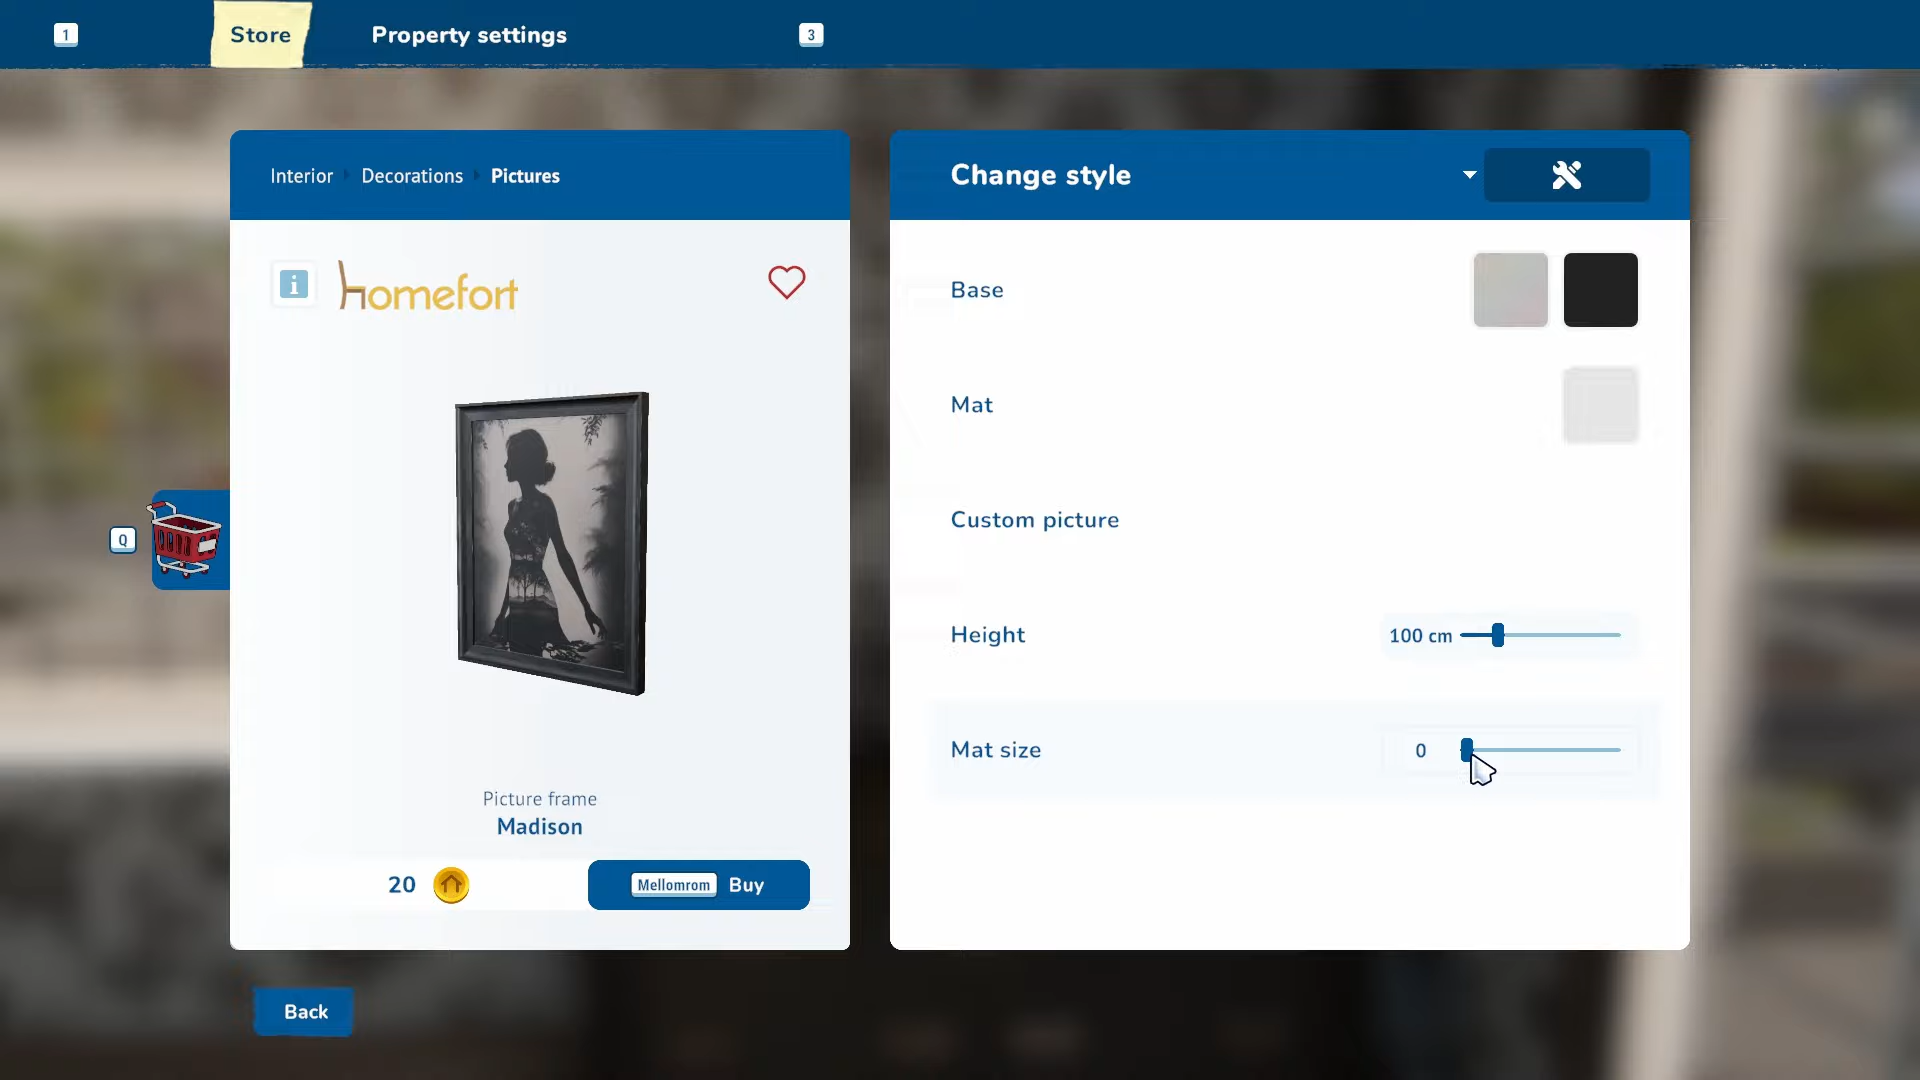 1
Store
Property settings
3
Interior
Decorations
Pictures
Change style
i
homefort
Base
Mat
Custom picture
Q
Height
100 cm
Mat size
0
Picture frame
Madison
20
Mellomrom
Buy
Back